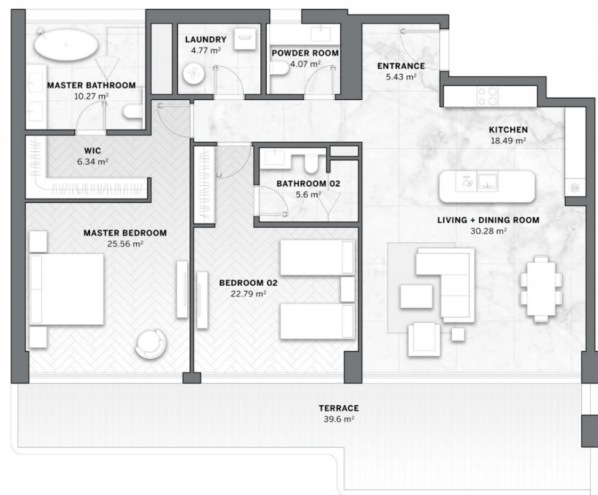 LAUNDRY
4.77 m²
POWDER ROOM
4.07 m²
ENTRANCE
5.43 m²
MASTER BATHROOM
10.27 m²
KITCHEN
18.49 m²
WIC
6.34 m²
BATHROOM 02
5.6 m²
LIVING + DINING ROOM
30.28 m²
MASTER BEDROOM
25.56 m²
BEDROOM 02
22.79 m²
TERRACE
39.6 m²